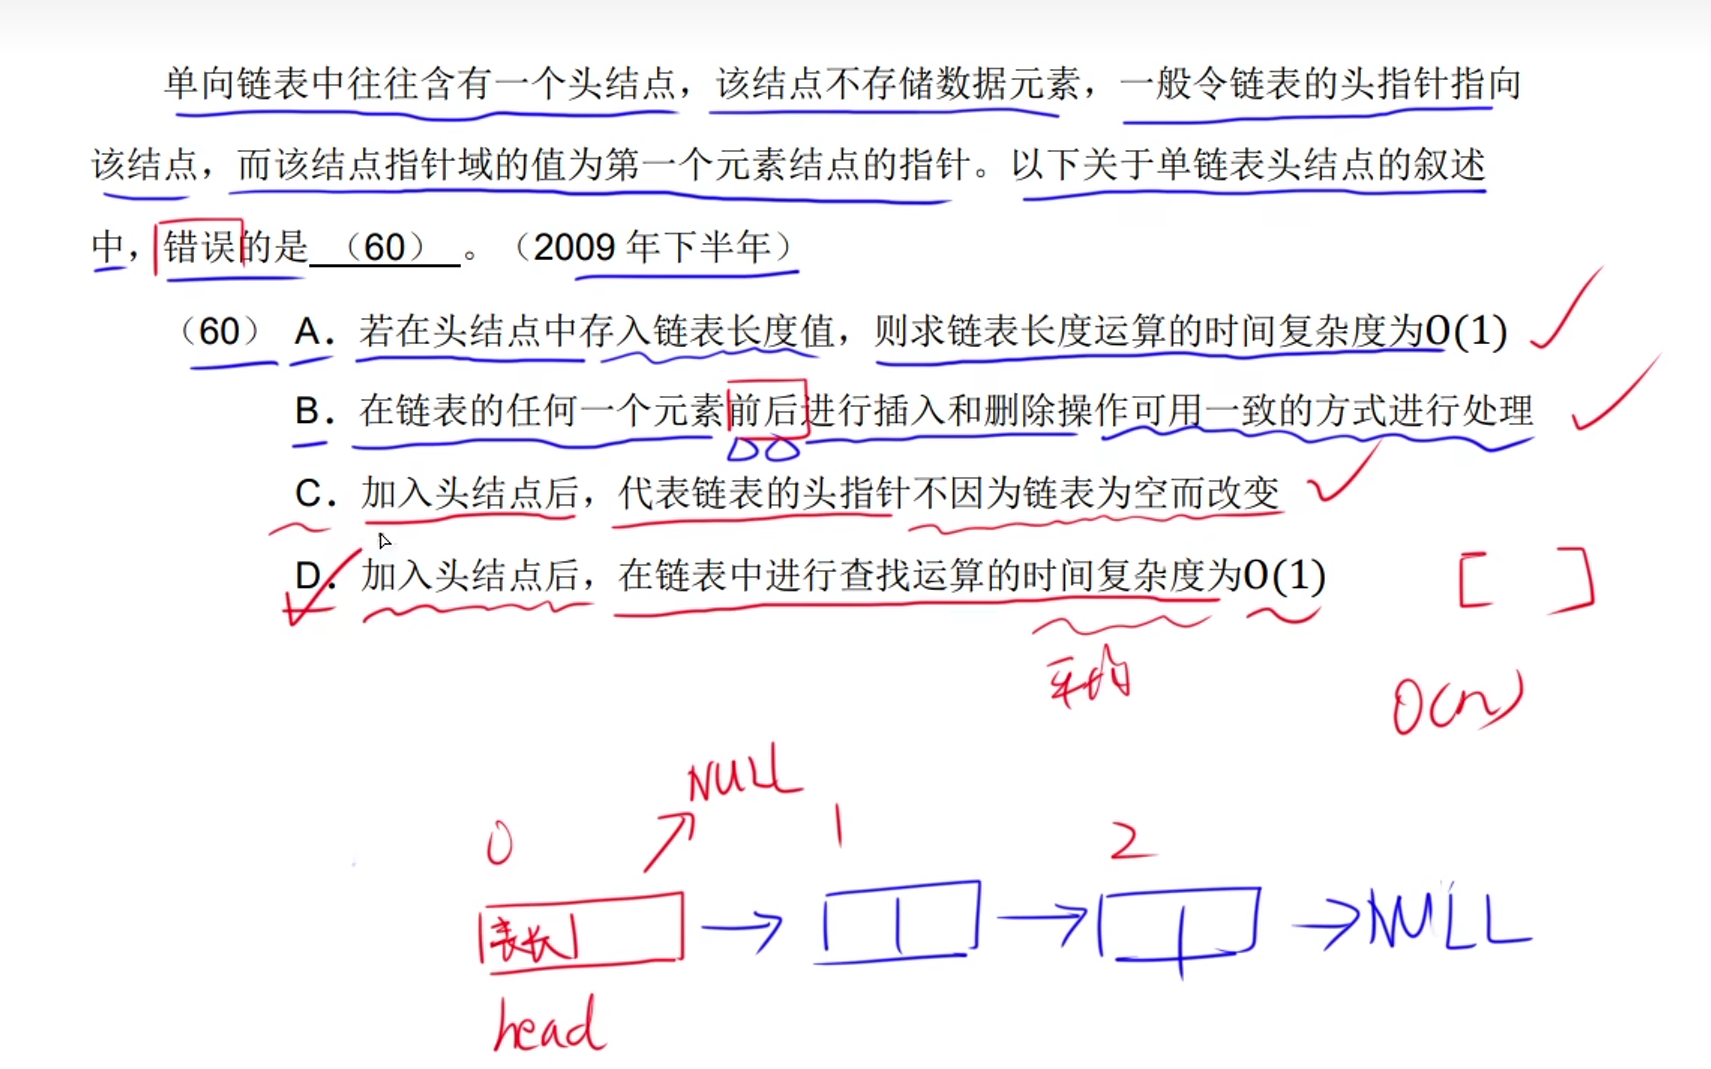 单向链表中往往含有一个头结点，该结点不存储数据元素，一般令链表的头指针指向
该结点，而该结点指针域的值为第一个元素结点的指针。以下关于单链表头结点的叙述
中，错误的是 （60） 。（2009 年下半年）
（60） A. 若在头结点中存入链表长度值，则求链表长度运算的时间复杂度为O(1)
B. 在链表的任何一个元素前后进行插入和删除操作可用一致的方式进行处理
C. 加入头结点后，代表链表的头指针不因为链表为空而改变
D. 加入头结点后，在链表中进行查找运算的时间复杂度为O(1)
[ ]
平均
O(n)
NULL
0 1 2
表长 → → → NULL
head